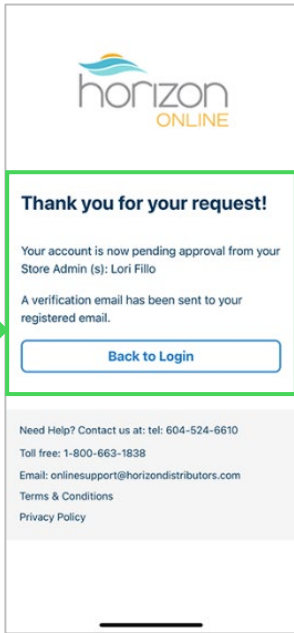 horizon
ONLINE
Thank you for your request!
Your account is now pending approval from your
Store Admin (s): Lori Fillo
A verification email has been sent to your
registered email.
Back to Login
Need Help? Contact us at: tel: 604-524-6610
Toll free: 1-800-663-1838
Email: onlinesupport@horizondistributors.com
Terms & Conditions
Privacy Policy